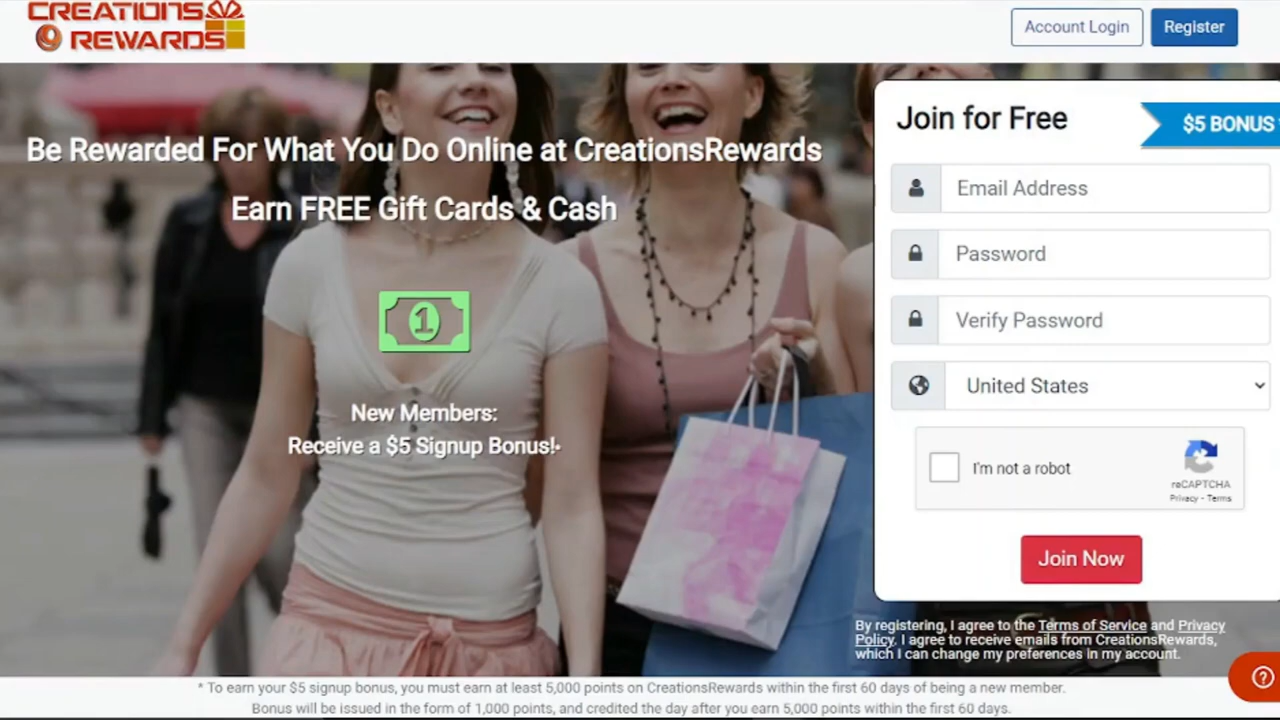 CREATIONS
REWARDS
Account Login
Register
Be Rewarded For What You Do Online at CreationsRewards
Earn FREE Gift Cards & Cash
1
New Members:
Receive a $5 Signup Bonus!*
Join for Free
$5 BONUS
Email Address
Password
Verify Password
United States
I'm not a robot
reCAPTCHA
Privacy - Terms
Join Now
By registering, I agree to the Terms of Service and Privacy
Policy. I agree to receive emails from CreationsRewards,
which I can change my preferences in my account.
* To earn your $5 signup bonus, you must earn at least 5,000 points on CreationsRewards within the first 60 days of being a new member.
Bonus will be issued in the form of 1,000 points, and credited the day after you earn 5,000 points within the first 60 days.